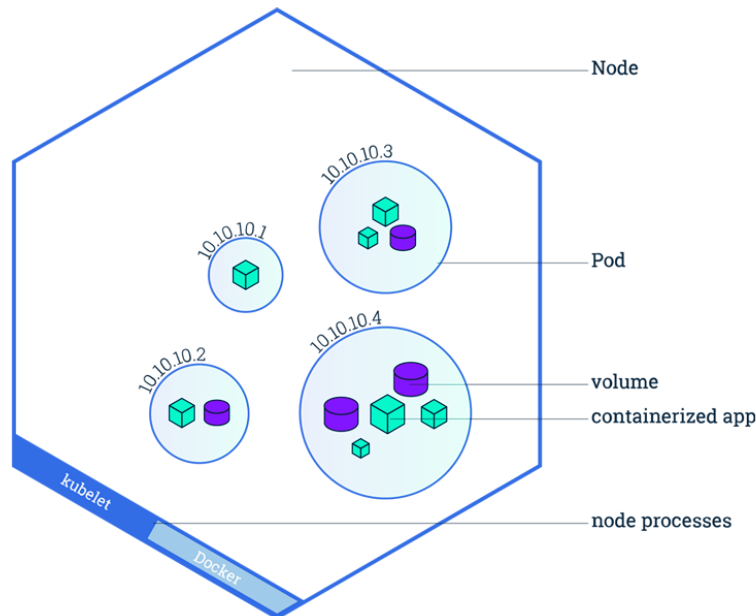 Node
10.10.10.3
10.10.10.1
Pod
10.10.10.4
10.10.10.2
volume
containerized app
kubelet
node processes
Docker